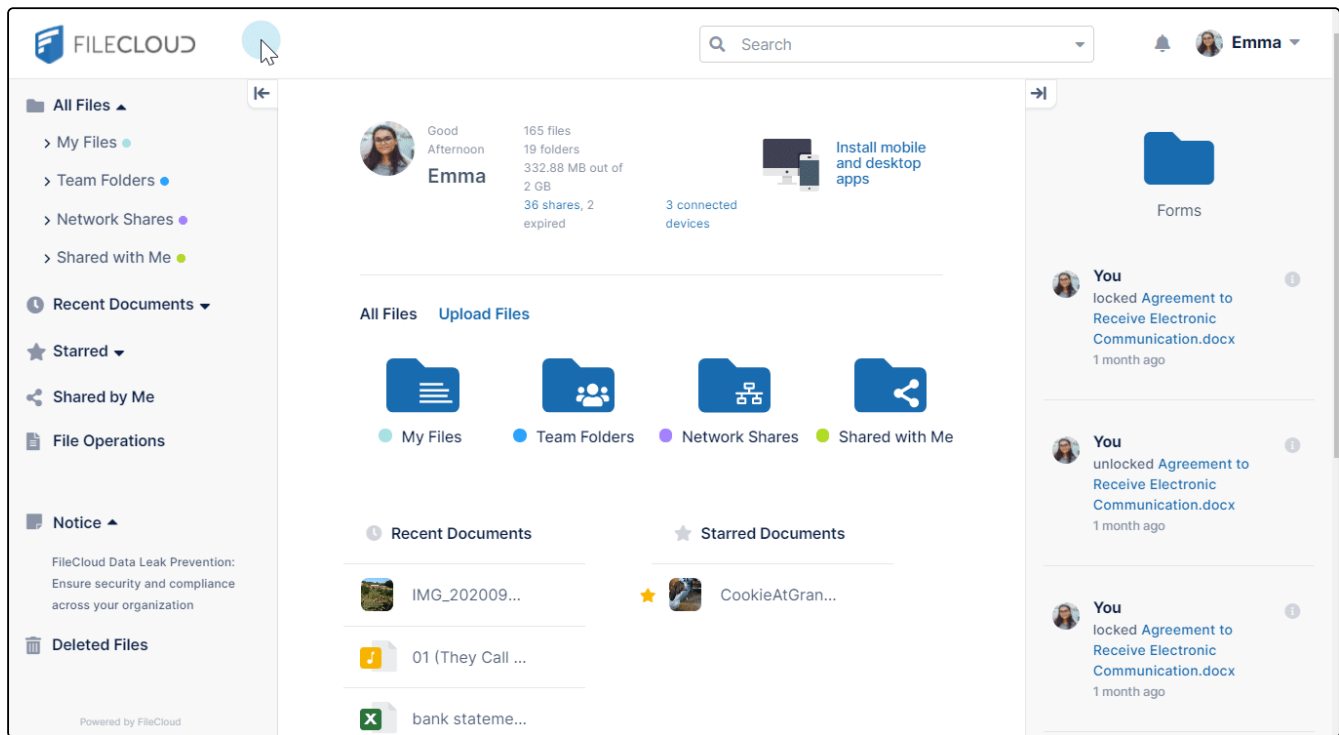 FILECLOUD
Search
Emma
All Files
My Files
Team Folders
Network Shares
Shared with Me
Recent Documents
Starred
Shared by Me
File Operations
Notice
FileCloud Data Leak Prevention:
Ensure security and compliance
across your organization
Deleted Files
Powered by FileCloud
Good
Afternoon
Emma
165 files
19 folders
332.88 MB out of
2 GB
36 shares, 2
expired
3 connected
devices
Install mobile
and desktop
apps
All Files Upload Files
My Files Team Folders Network Shares Shared with Me
Recent Documents
IMG_202009...
01 (They Call ...
bank stateme...
Starred Documents
CookieAtGran...
Forms
You
locked Agreement to
Receive Electronic
Communication.docx
1 month ago
You
unlocked Agreement to
Receive Electronic
Communication.docx
1 month ago
You
locked Agreement to
Receive Electronic
Communication.docx
1 month ago